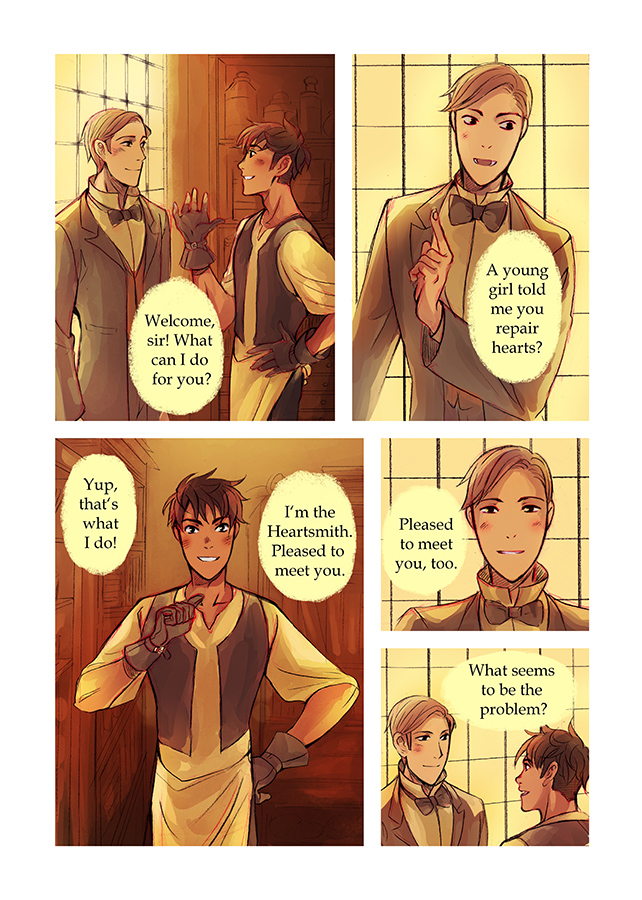 Welcome,
sir! What
can I do
for you?
A young
girl told
me you
repair
hearts?
Yup,
that's
what
I do!
I'm the
Heartsmith.
Pleased to
meet you.
Pleased
to meet
you, too.
What seems
to be the
problem?